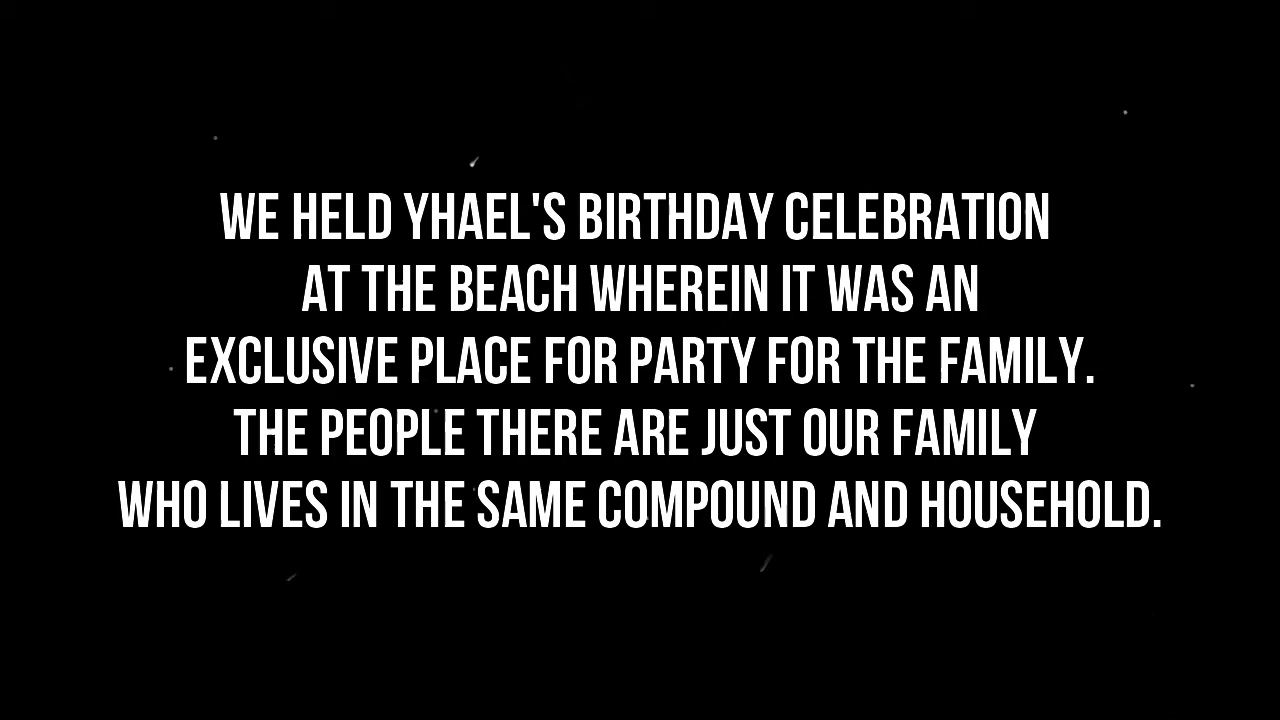 WE HELD YHAEL'S BIRTHDAY CELEBRATION
AT THE BEACH WHEREIN IT WAS AN
EXCLUSIVE PLACE FOR PARTY FOR THE FAMILY.
THE PEOPLE THERE ARE JUST OUR FAMILY
WHO LIVES IN THE SAME COMPOUND AND HOUSEHOLD.